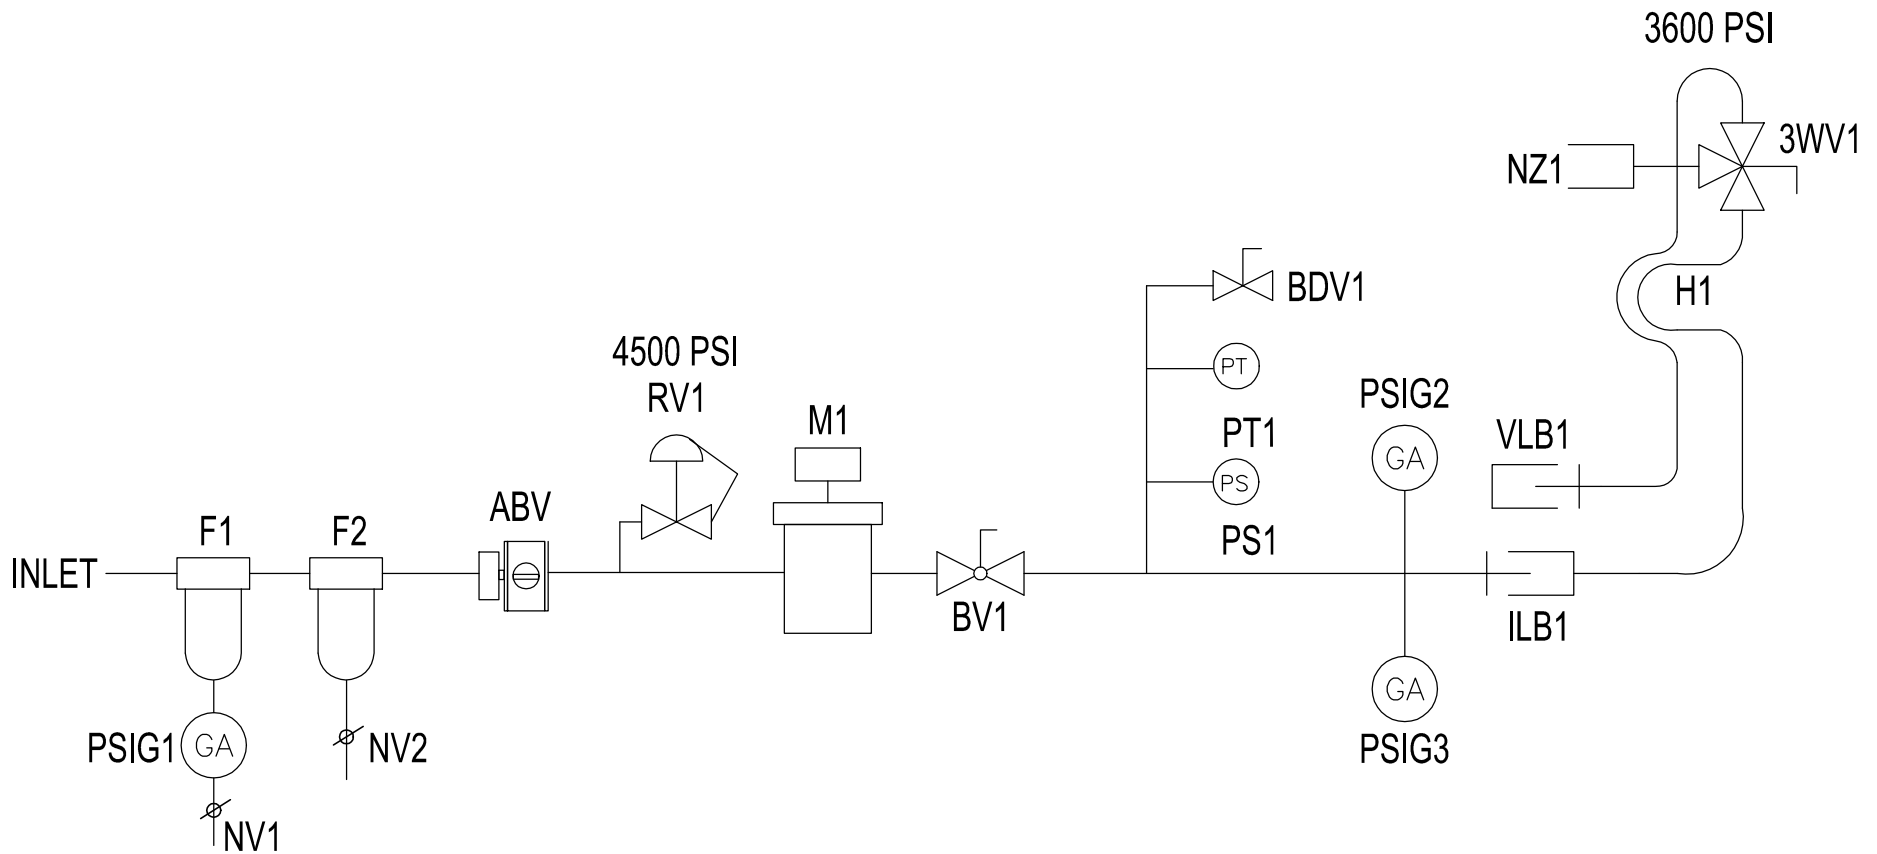 3600 PSI
3WV1
NZ1
BDV1
H1
4500 PSI
RV1
PT
M1
PSIG2
PT1
VLB1
GA
PS
ABV
F1
F2
PS1
INLET
BV1
ILB1
GA
PSIG1
GA
NV2
PSIG3
NV1